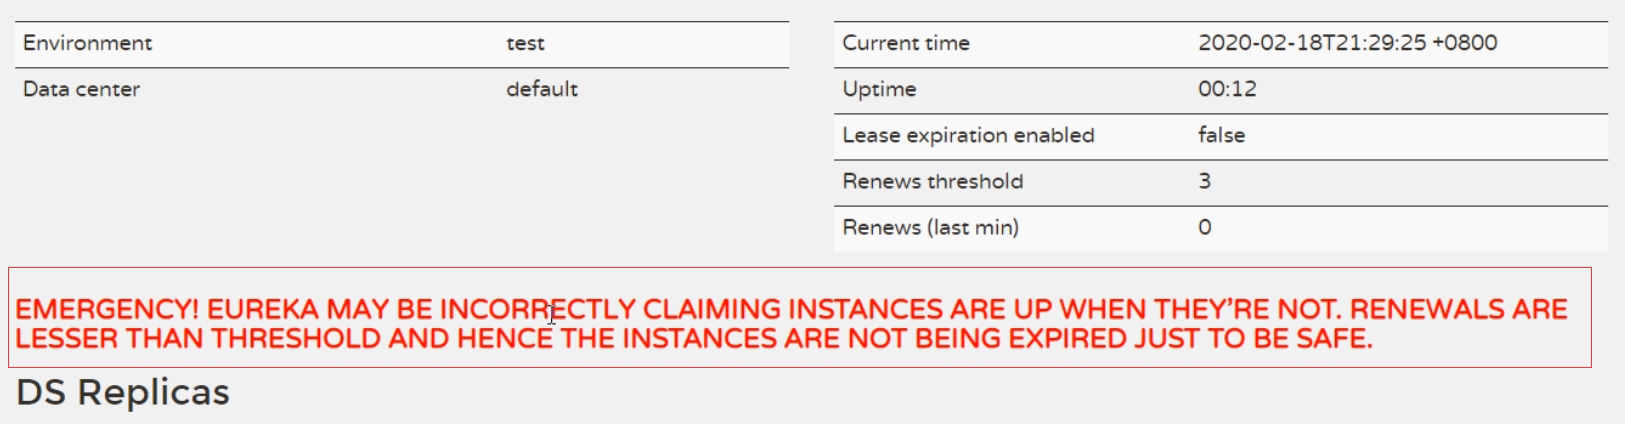 Environment test
Data center default
Current time 2020-02-18T21:29:25 +0800
Uptime 00:12
Lease expiration enabled false
Renews threshold 3
Renews (last min) 0
EMERGENCY! EUREKA MAY BE INCORRECTLY CLAIMING INSTANCES ARE UP WHEN THEY'RE NOT. RENEWALS ARE
LESSER THAN THRESHOLD AND HENCE THE INSTANCES ARE NOT BEING EXPIRED JUST TO BE SAFE.
DS Replicas